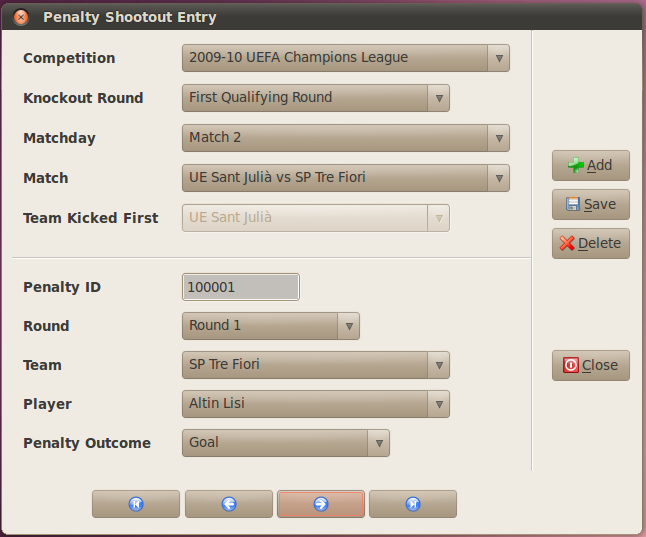 Penalty Shootout Entry
Competition 2009-10 UEFA Champions League
Knockout Round First Qualifying Round
Matchday Match 2
Match UE Sant Julià vs SP Tre Fiori
Team Kicked First UE Sant Julià
Penalty ID 100001
Round Round 1
Team SP Tre Fiori
Player Altin Lisi
Penalty Outcome Goal
Add
Save
Delete
Close